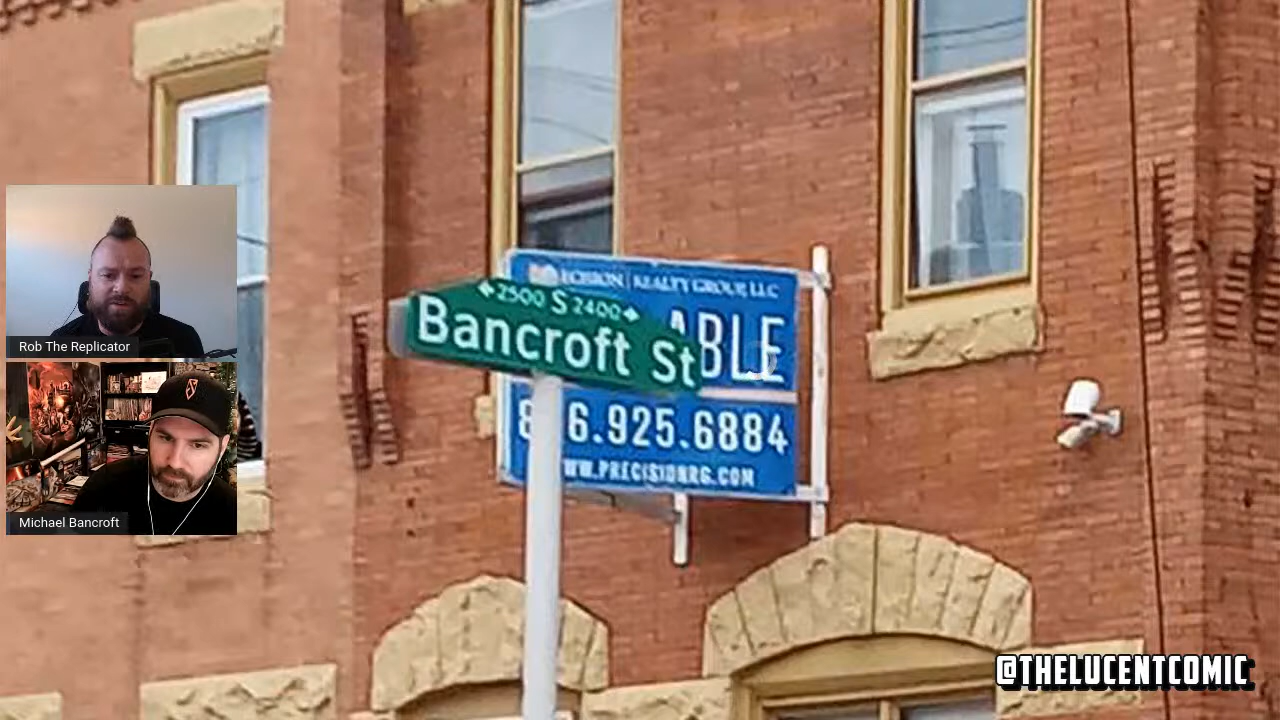 REALTY GROUP, LLC
2500 S 2400
Bancroft St
ABLE
6.925.6884
WWW.PRECISIONRG.COM
Rob The Replicator
Michael Bancroft
@THELUCENTCOMIC